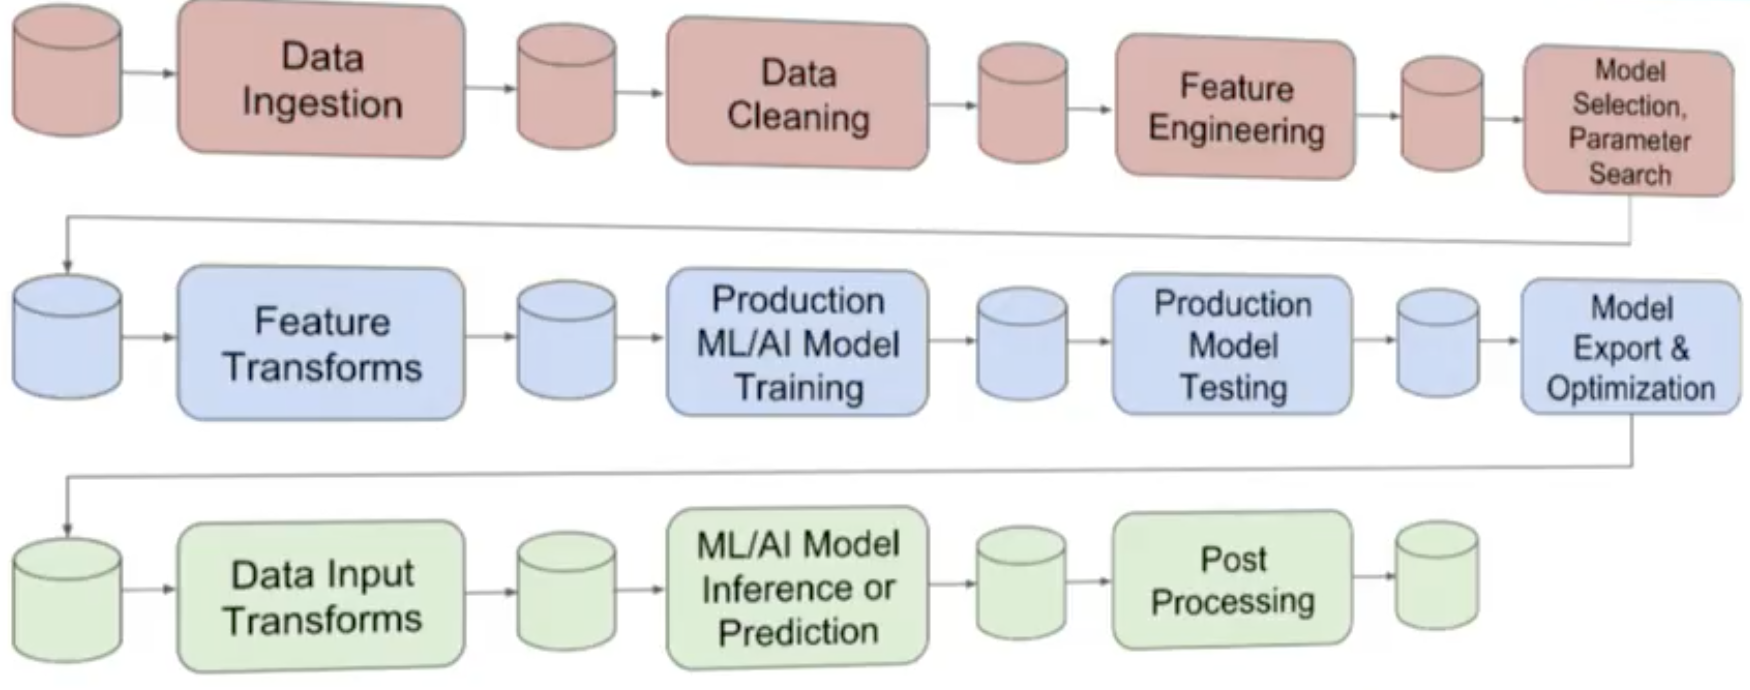 Data
Ingestion
Data
Cleaning
Feature
Engineering
Model
Selection,
Parameter
Search
Feature
Transforms
Production
ML/AI Model
Training
Production
Model
Testing
Model
Export &
Optimization
Data Input
Transforms
ML/AI Model
Inference or
Prediction
Post
Processing